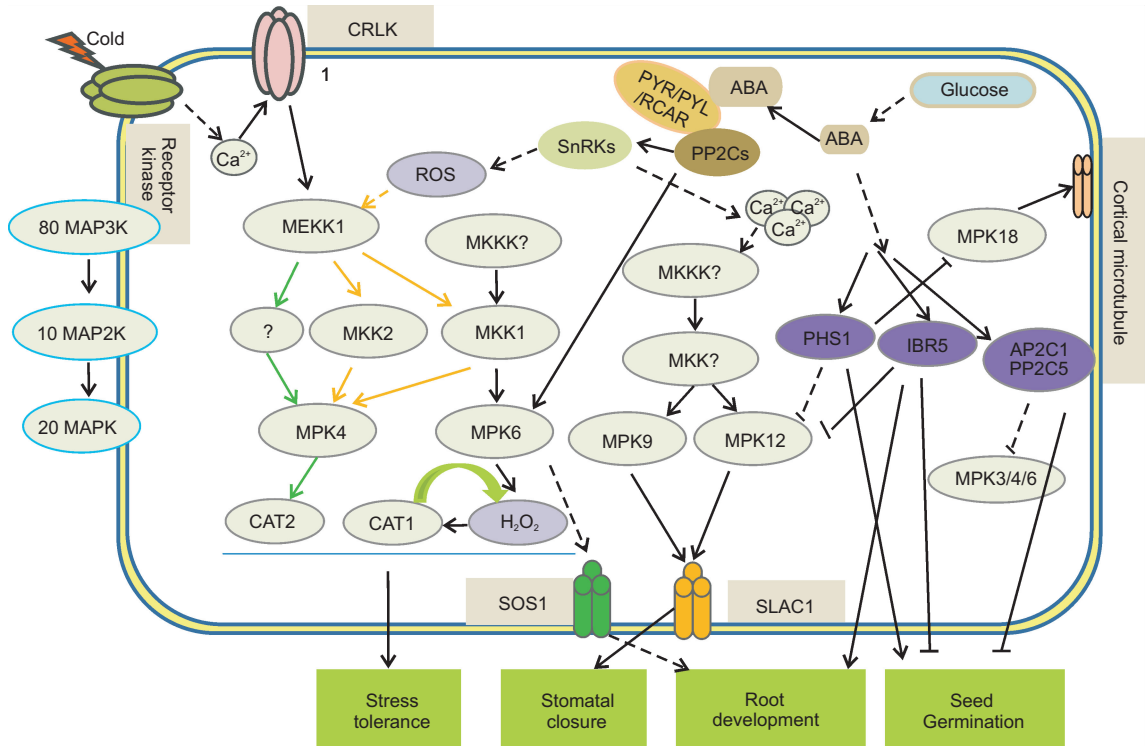 Cold
CRLK
1
PYR/PYL
/RCAR
ABA
Glucose
ABA
Receptor
kinase
Ca²⁺
SnRKs
PP2Cs
ROS
Ca²⁺
Ca²⁺
Ca²⁺
Cortical microtubule
80 MAP3K
MEKK1
MKKK?
MKKK?
MPK18
10 MAP2K
?
MKK2
MKK1
MKK?
PHS1
IBR5
AP2C1
PP2C5
20 MAPK
MPK4
MPK6
MPK9
MPK12
MPK3/4/6
CAT2
CAT1
H₂O₂
SOS1
SLAC1
Stress
tolerance
Stomatal
closure
Root
development
Seed
Germination